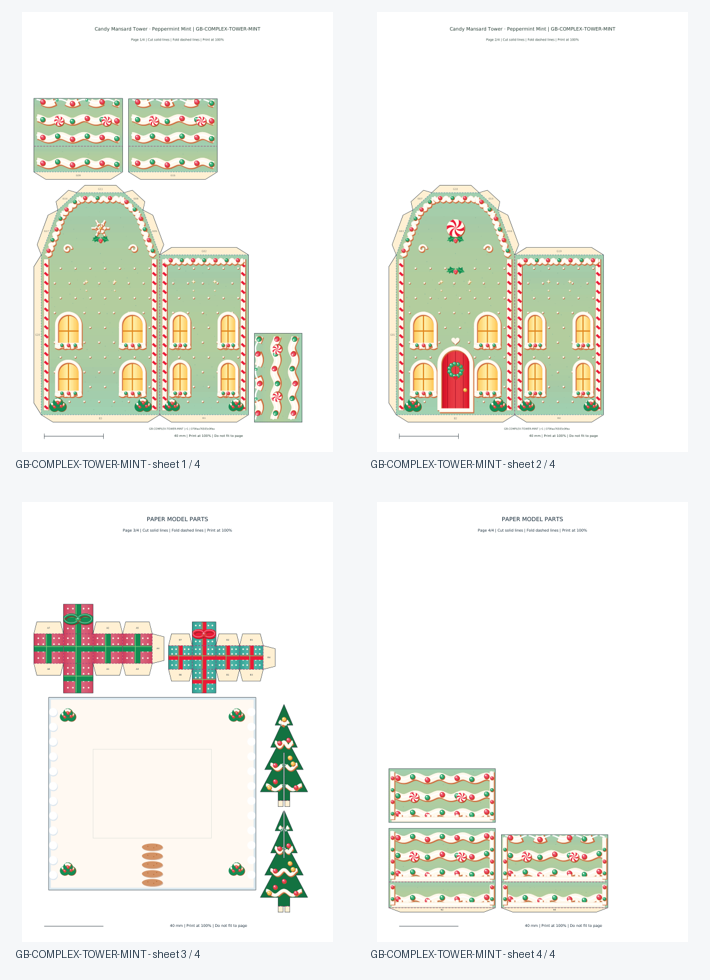 Candy Mansard Tower · Peppermint Mint | GB-COMPLEX-TOWER-MINT
Page 1/4 | Cut solid lines | Fold dashed lines | Print at 100%
40 mm | Print at 100% | Do not fit to page
GB-COMPLEX-TOWER-MINT - sheet 1 / 4
Candy Mansard Tower · Peppermint Mint | GB-COMPLEX-TOWER-MINT
Page 2/4 | Cut solid lines | Fold dashed lines | Print at 100%
40 mm | Print at 100% | Do not fit to page
GB-COMPLEX-TOWER-MINT - sheet 2 / 4
PAPER MODEL PARTS
Page 3/4 | Cut solid lines | Fold dashed lines | Print at 100%
40 mm | Print at 100% | Do not fit to page
GB-COMPLEX-TOWER-MINT - sheet 3 / 4
PAPER MODEL PARTS
Page 4/4 | Cut solid lines | Fold dashed lines | Print at 100%
40 mm | Print at 100% | Do not fit to page
GB-COMPLEX-TOWER-MINT - sheet 4 / 4